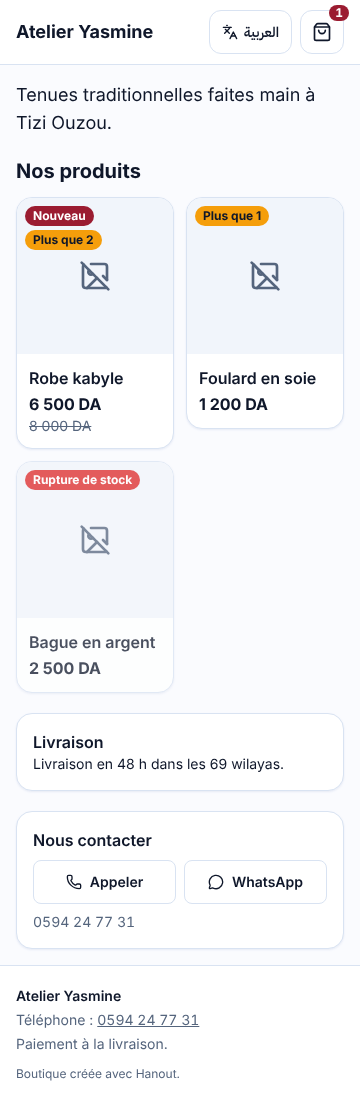 Atelier Yasmine
العربية
1
Tenues traditionnelles faites main à
Tizi Ouzou.
Nos produits
Nouveau
Plus que 2
Robe kabyle
6 500 DA
8 000 DA
Plus que 1
Foulard en soie
1 200 DA
Rupture de stock
Bague en argent
2 500 DA
Livraison
Livraison en 48 h dans les 69 wilayas.
Nous contacter
Appeler
WhatsApp
0594 24 77 31
Atelier Yasmine
Téléphone : 0594 24 77 31
Paiement à la livraison.
Boutique créée avec Hanout.